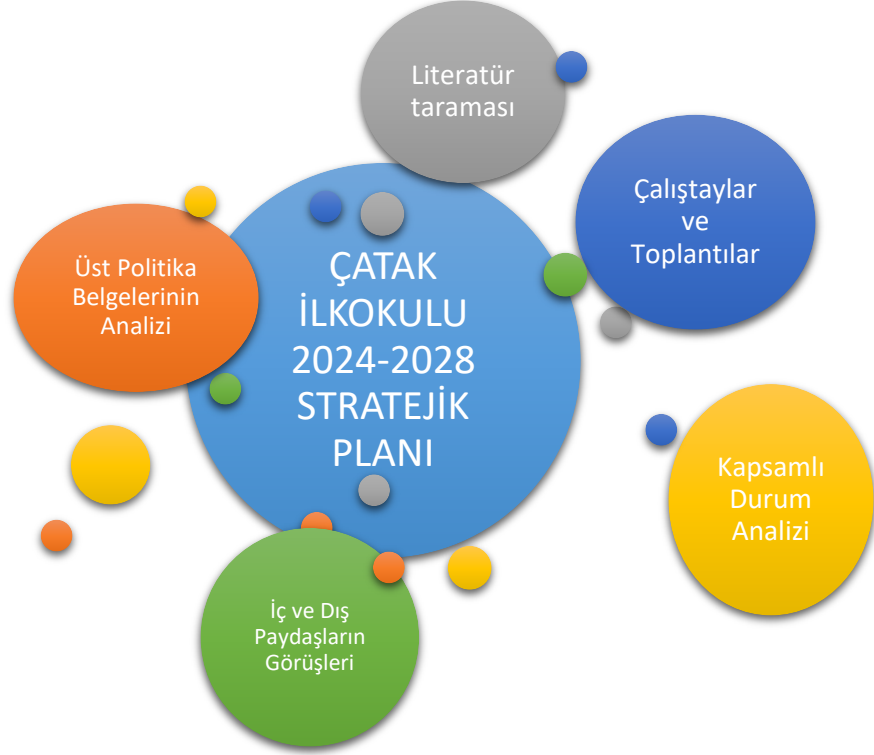 Literatür
taraması
Çalıştaylar
ve
Toplantılar
Üst Politika
Belgelerinin
Analizi
ÇATAK
İLKOKULU
2024-2028
STRATEJİK
PLANI
Kapsamlı
Durum
Analizi
İç ve Dış
Paydaşların
Görüşleri